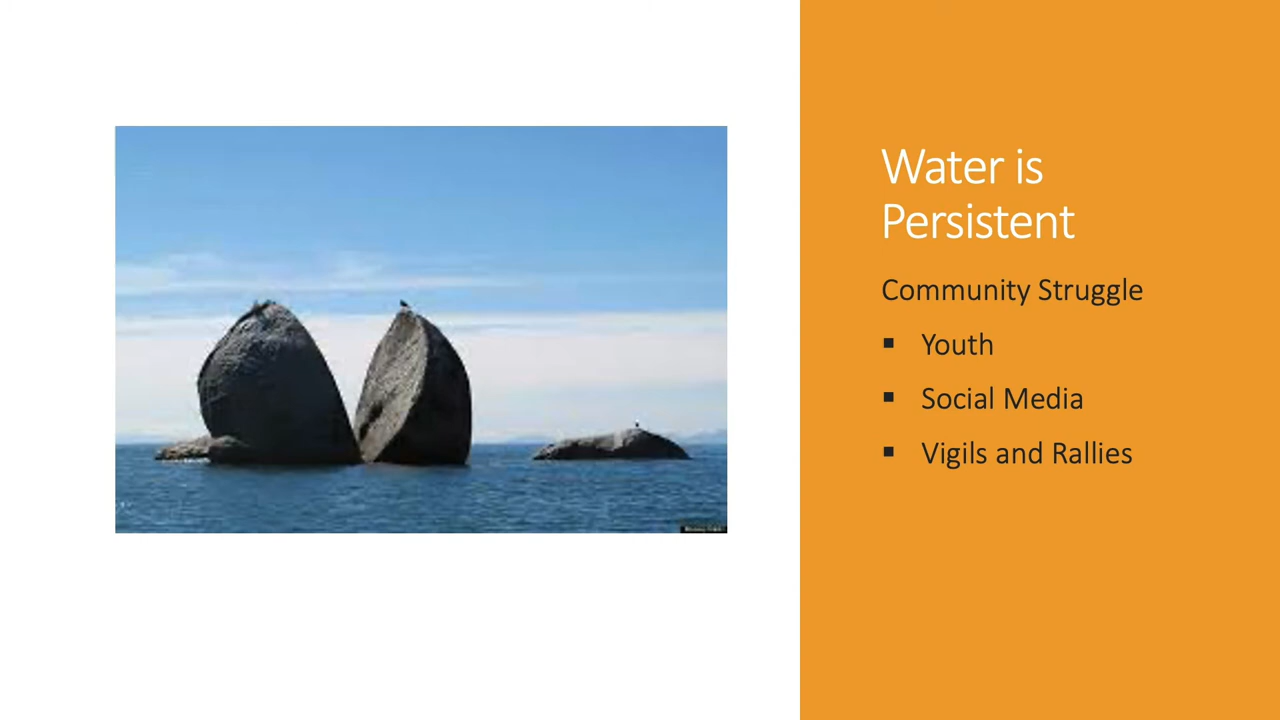 Water is
Persistent
Community Struggle
▪ Youth
▪ Social Media
▪ Vigils and Rallies